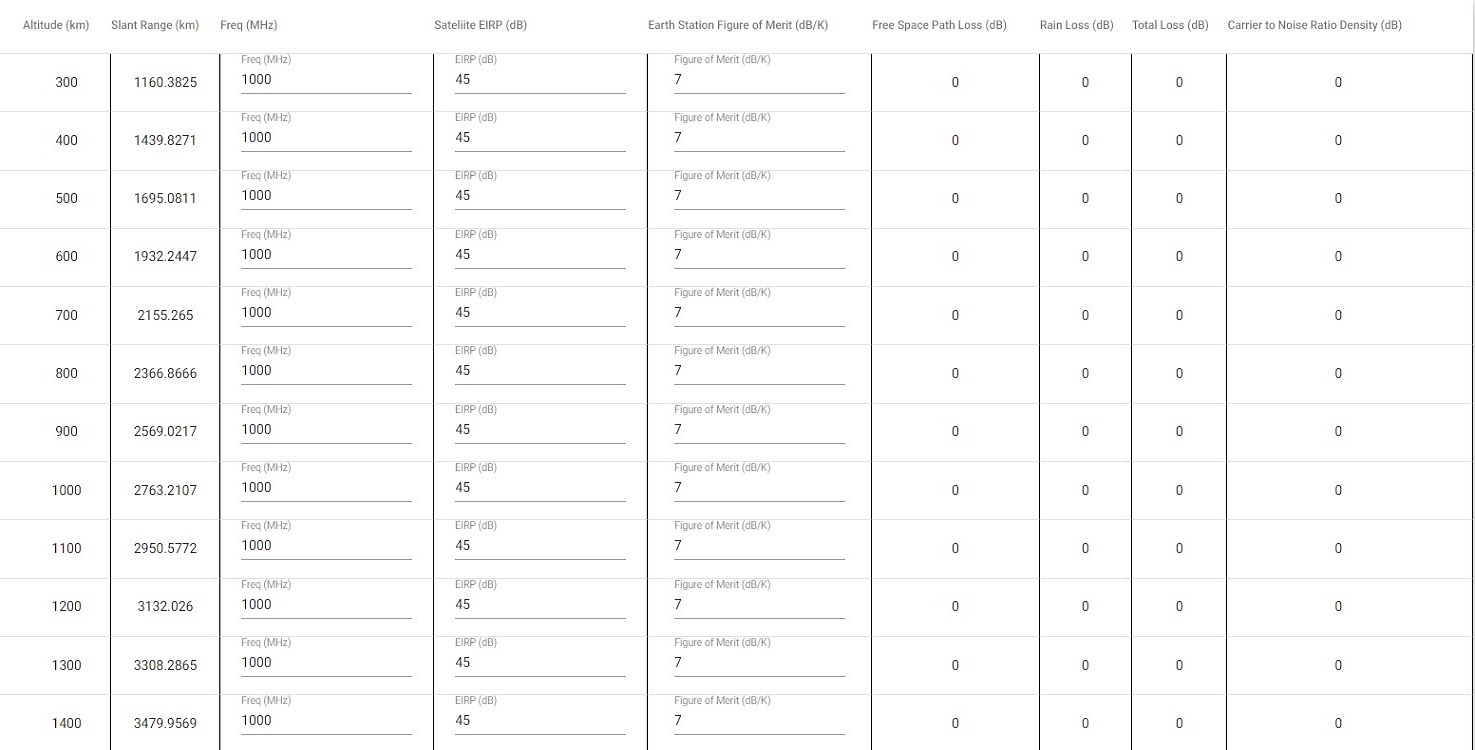 Altitude (km) Slant Range (km) Freq (MHz) Sateliite EIRP (dB) Earth Station Figure of Merit (dB/K) Free Space Path Loss (dB) Rain Loss (dB) Total Loss (dB) Carrier to Noise Ratio Density (dB)
Freq (MHz) EIRP (dB) Figure of Merit (dB/K)
300 1160.3825 1000 45 7 0 0 0 0
Freq (MHz) EIRP (dB) Figure of Merit (dB/K)
400 1439.8271 1000 45 7 0 0 0 0
Freq (MHz) EIRP (dB) Figure of Merit (dB/K)
500 1695.0811 1000 45 7 0 0 0 0
Freq (MHz) EIRP (dB) Figure of Merit (dB/K)
600 1932.2447 1000 45 7 0 0 0 0
Freq (MHz) EIRP (dB) Figure of Merit (dB/K)
700 2155.265 1000 45 7 0 0 0 0
Freq (MHz) EIRP (dB) Figure of Merit (dB/K)
800 2366.8666 1000 45 7 0 0 0 0
Freq (MHz) EIRP (dB) Figure of Merit (dB/K)
900 2569.0217 1000 45 7 0 0 0 0
Freq (MHz) EIRP (dB) Figure of Merit (dB/K)
1000 2763.2107 1000 45 7 0 0 0 0
Freq (MHz) EIRP (dB) Figure of Merit (dB/K)
1100 2950.5772 1000 45 7 0 0 0 0
Freq (MHz) EIRP (dB) Figure of Merit (dB/K)
1200 3132.026 1000 45 7 0 0 0 0
Freq (MHz) EIRP (dB) Figure of Merit (dB/K)
1300 3308.2865 1000 45 7 0 0 0 0
Freq (MHz) EIRP (dB) Figure of Merit (dB/K)
1400 3479.9569 1000 45 7 0 0 0 0